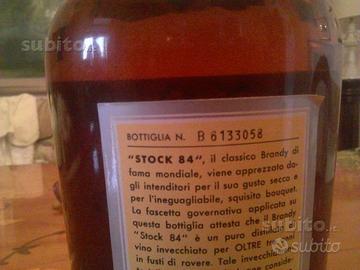 subito.it
BOTTIGLIA N. B 6133058
"STOCK 84", il classico Brandy di
fama mondiale, viene apprezzato da-
gli intenditori per il suo gusto secco e
per l'ineguagliabile, squisito bouquet.
La fascetta governativa applicata su
questa bottiglia attesta che il Brandy
"Stock 84" è un puro distillato di
vino invecchiato per OLTRE
in fusti di rovere. Tale invecchiamen-
subito